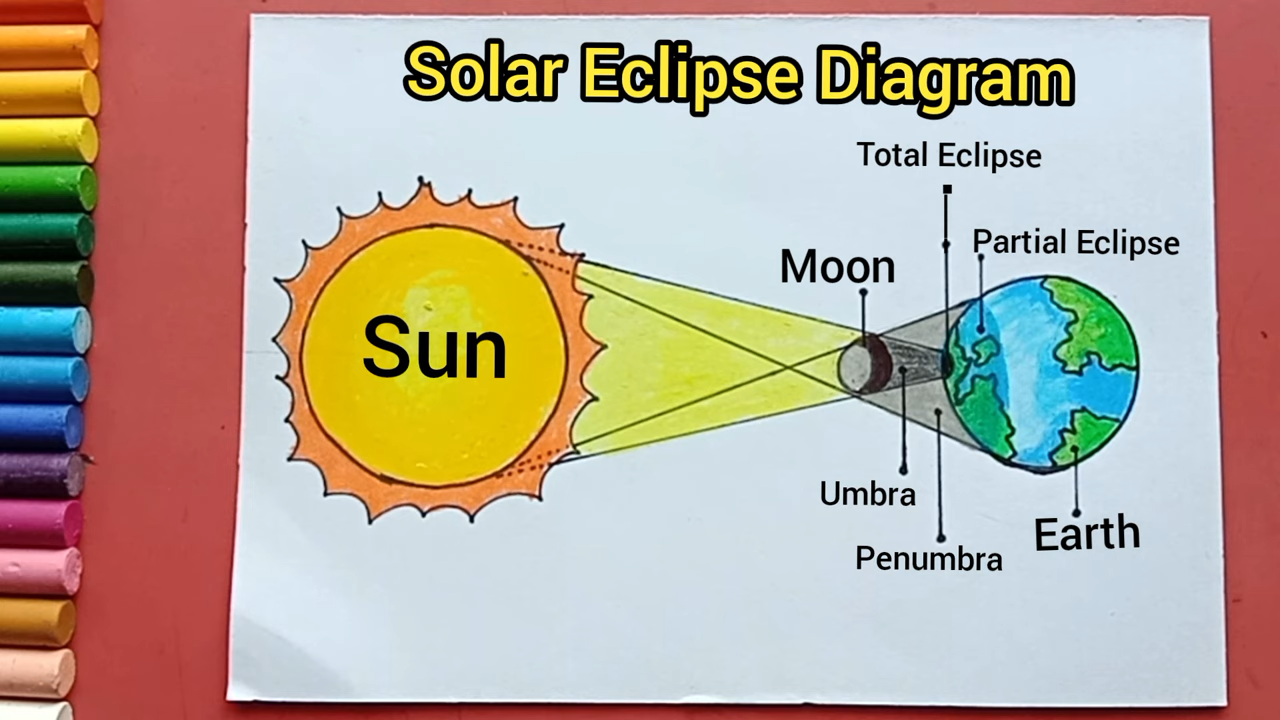 Solar Eclipse Diagram
Total Eclipse
Partial Eclipse
Moon
Sun
Umbra
Earth
Penumbra